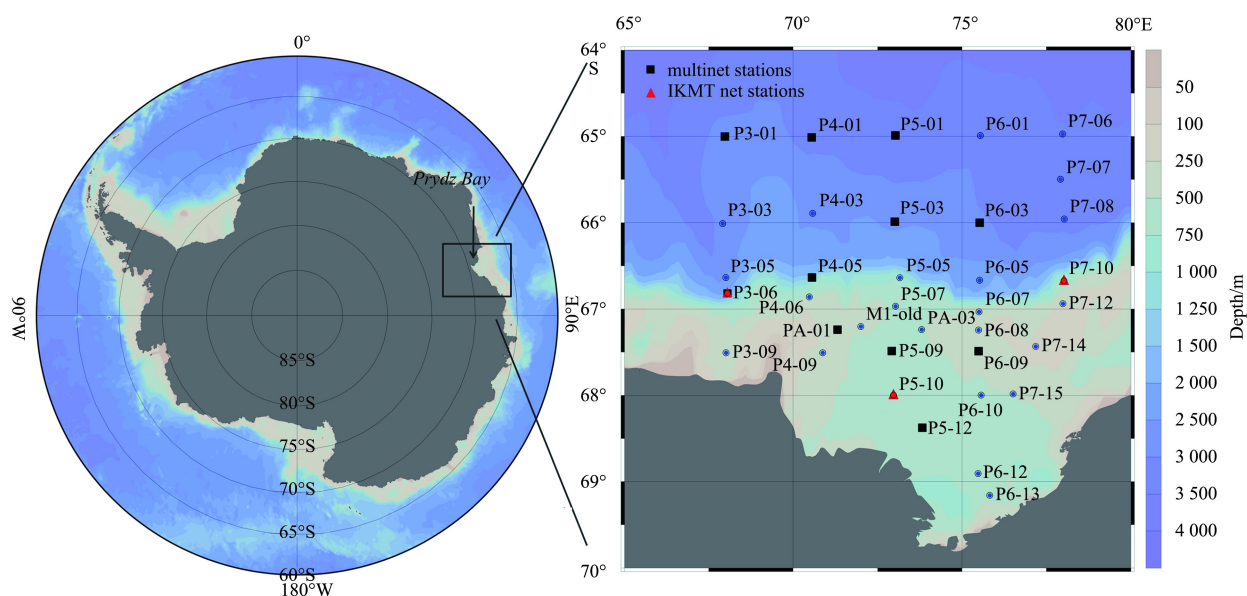 0°
Prydz Bay
90°W
90°E
85°S
80°S
75°S
70°S
65°S
60°S
180°W
65°
70°
75°
80°E
64°
S
65°
66°
67°
68°
69°
70°
multinet stations
IKMT net stations
P3-01
P4-01
P5-01
P6-01
P7-06
P7-07
P3-03
P4-03
P5-03
P6-03
P7-08
P3-05
P4-05
P5-05
P6-05
P7-10
P3-06
P4-06
P5-07
P6-07
P7-12
M1-old
PA-03
PA-01
P6-08
P3-09
P4-09
P5-09
P6-09
P7-14
P5-10
P6-10
P7-15
P5-12
P6-12
P6-13
50
100
250
500
750
1 000
1 250
1 500
2 000
2 500
3 000
3 500
4 000
Depth/m